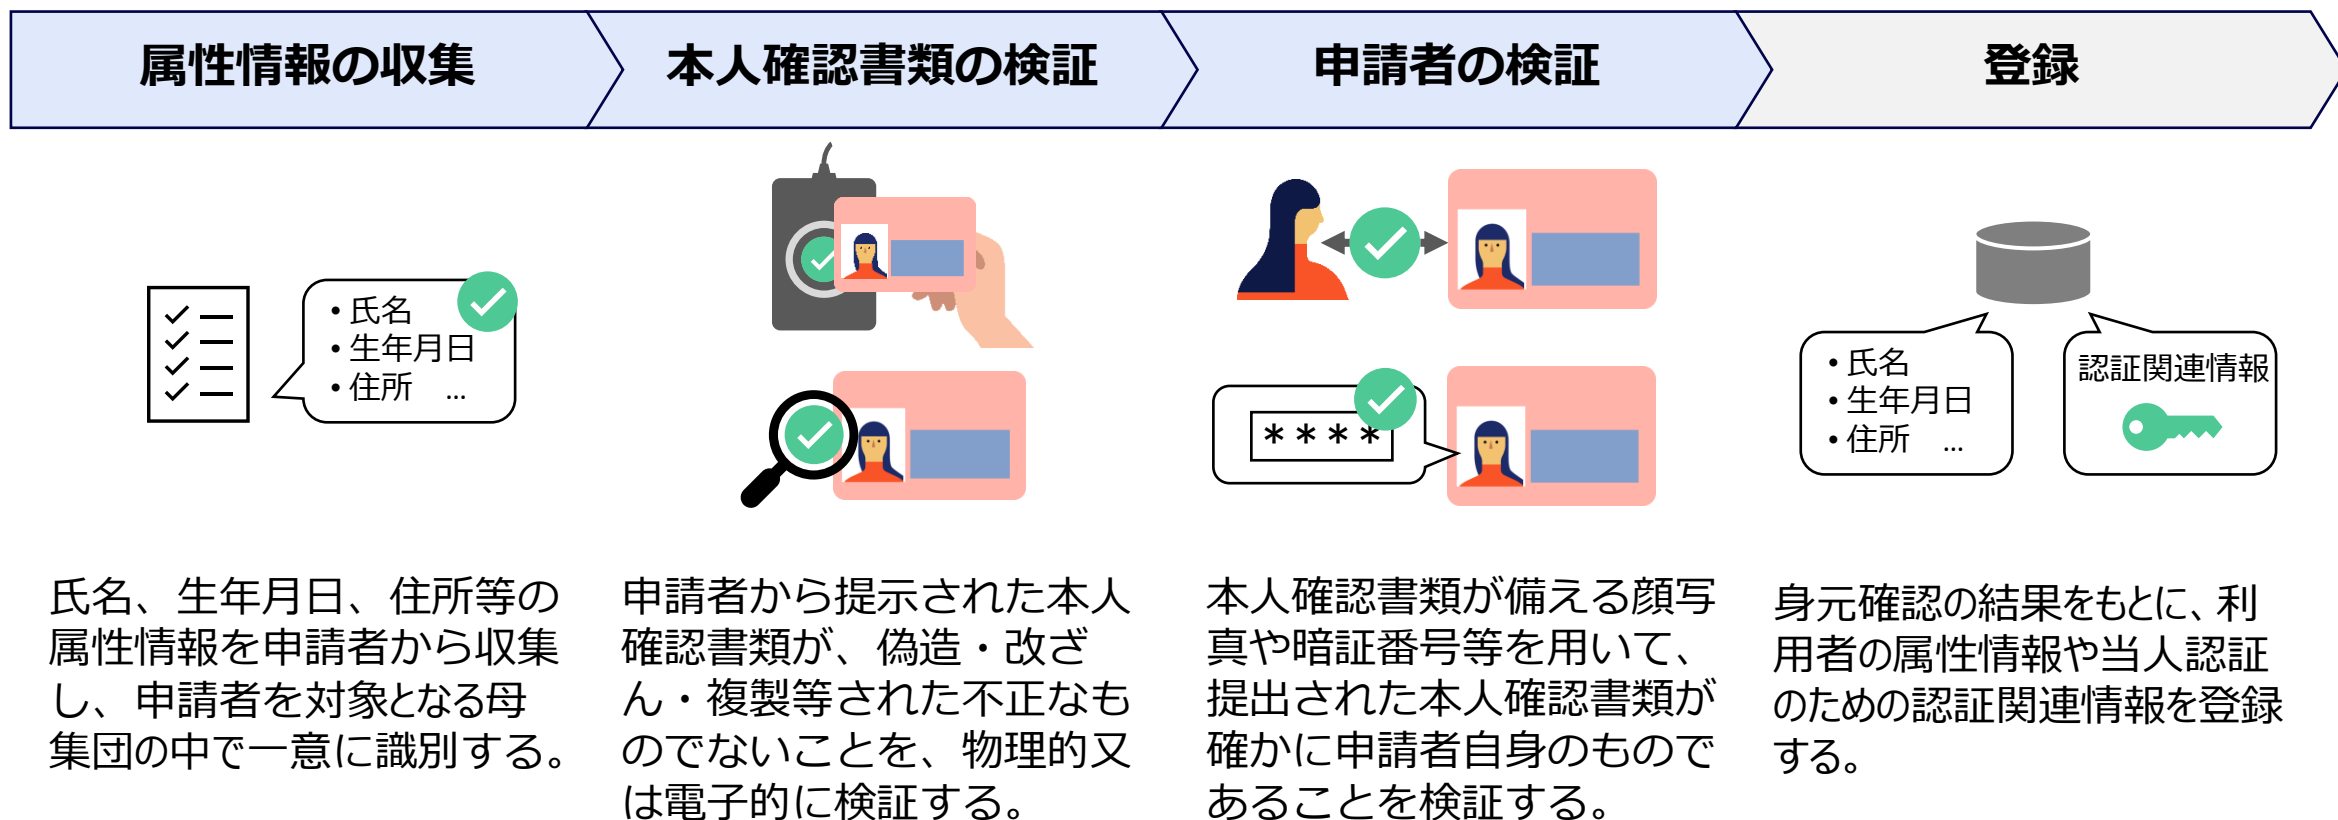 属性情報の収集
本人確認書類の検証
申請者の検証
登録
・氏名
・生年月日
・住所　…
＊＊＊＊
・氏名
・生年月日
・住所　…
認証関連情報
氏名、生年月日、住所等の
属性情報を申請者から収集
し、申請者を対象となる母
集団の中で一意に識別する。
申請者から提示された本人
確認書類が、偽造・改ざ
ん・複製等された不正なも
のでないことを、物理的又
は電子的に検証する。
本人確認書類が備える顔写
真や暗証番号等を用いて、
提出された本人確認書類が
確かに申請者自身のもので
あることを検証する。
身元確認の結果をもとに、利
用者の属性情報や当人認証
のための認証関連情報を登録
する。